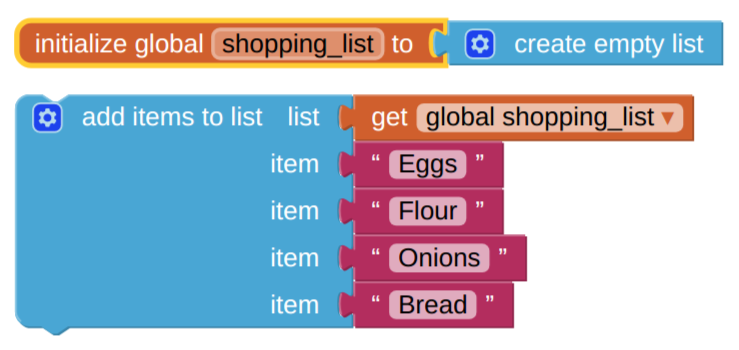 initialize global shopping_list to create empty list
add items to list list get global shopping_list
item “ Eggs ”
item “ Flour ”
item “ Onions ”
item “ Bread ”